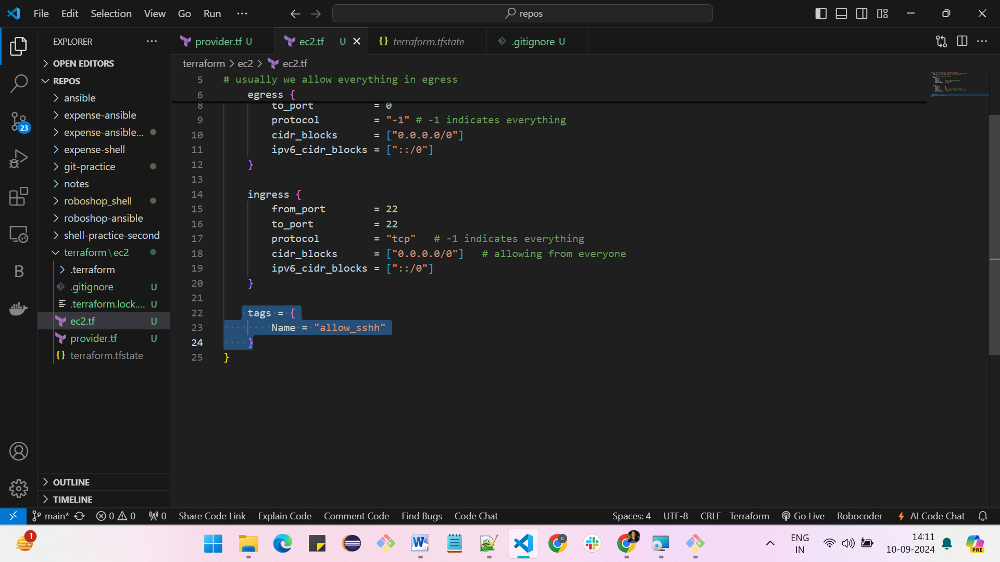 File Edit Selection View Go Run ···
repos
EXPLORER
OPEN EDITORS
REPOS
ansible
expense-ansible
expense-ansible...
expense-shell
git-practice
notes
roboshop_shell
roboshop-ansible
shell-practice-second
terraform\ec2
.terraform
.gitignore U
.terraform.lock.... U
ec2.tf U
provider.tf U
terraform.tfstate
OUTLINE
TIMELINE
23
provider.tf U
ec2.tf U
terraform.tfstate
.gitignore U
terraform > ec2 > ec2.tf
5 # usually we allow everything in egress
6 egress {
8 to_port = 0
9 protocol = "-1" # -1 indicates everything
10 cidr_blocks = ["0.0.0.0/0"]
11 ipv6_cidr_blocks = ["::/0"]
12 }
13
14 ingress {
15 from_port = 22
16 to_port = 22
17 protocol = "tcp" # -1 indicates everything
18 cidr_blocks = ["0.0.0.0/0"] # allowing from everyone
19 ipv6_cidr_blocks = ["::/0"]
20 }
21
22 tags = {
23 Name = "allow_sshh"
24 }
25 }
main* 0 0 0 Share Code Link Explain Code Comment Code Find Bugs Code Chat Spaces: 4 UTF-8 CRLF Terraform Go Live Robocoder AI Code Chat
1
ENG
IN
14:11
10-09-2024
PRE